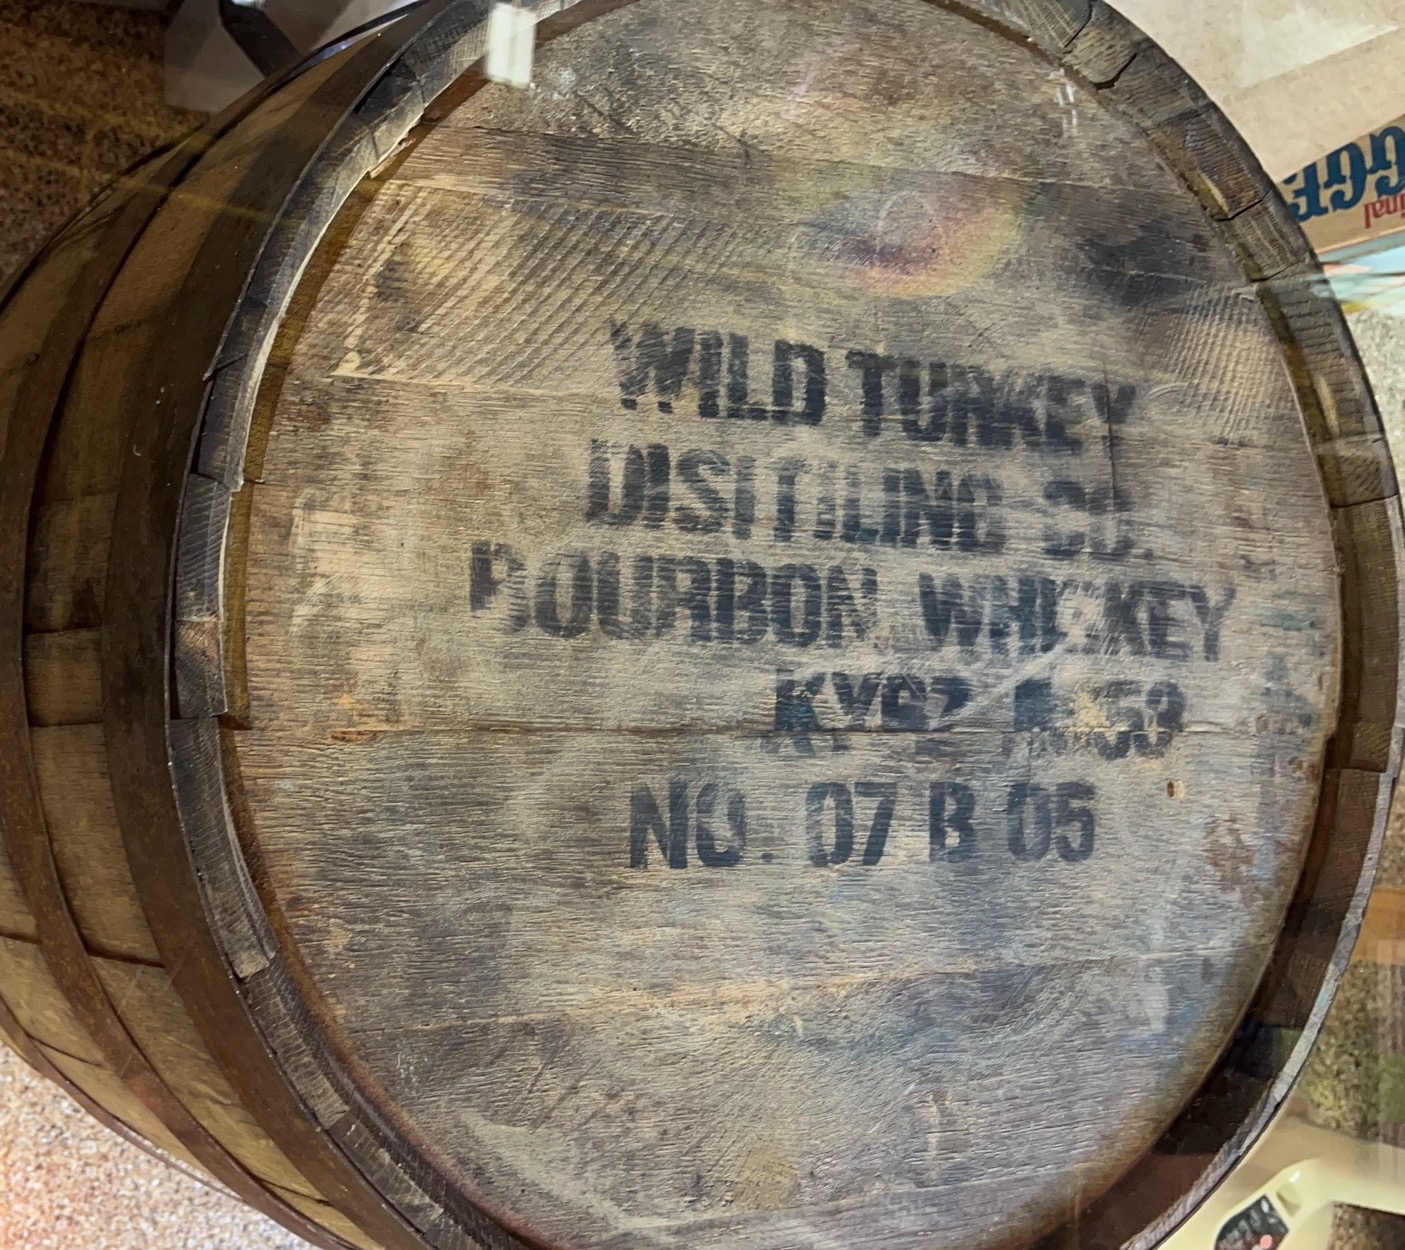 WILD TURKEY
DISTILLING CO.
BOURBON WHISKEY
NO. 07 B 05